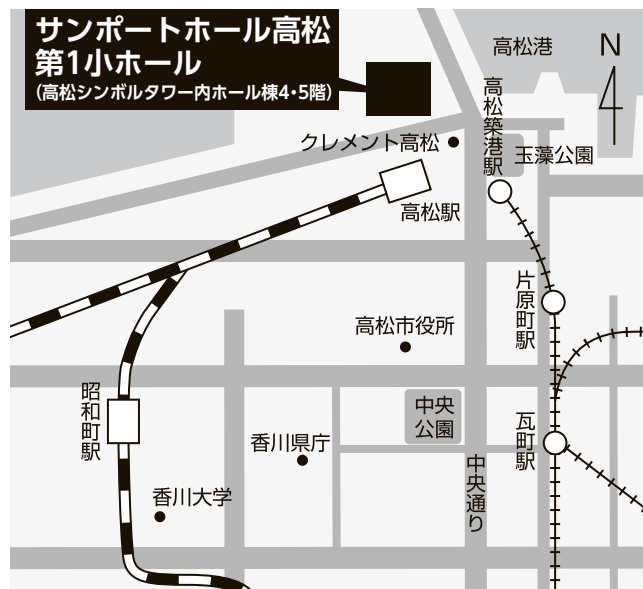 サンポートホール高松
第1小ホール
(高松シンボルタワー内ホール棟4・5階)
高松港
N
高松築港駅
クレメント高松
玉藻公園
高松駅
片原町駅
高松市役所
昭和町駅
中央
公園
瓦町駅
香川県庁
中央通り
香川大学